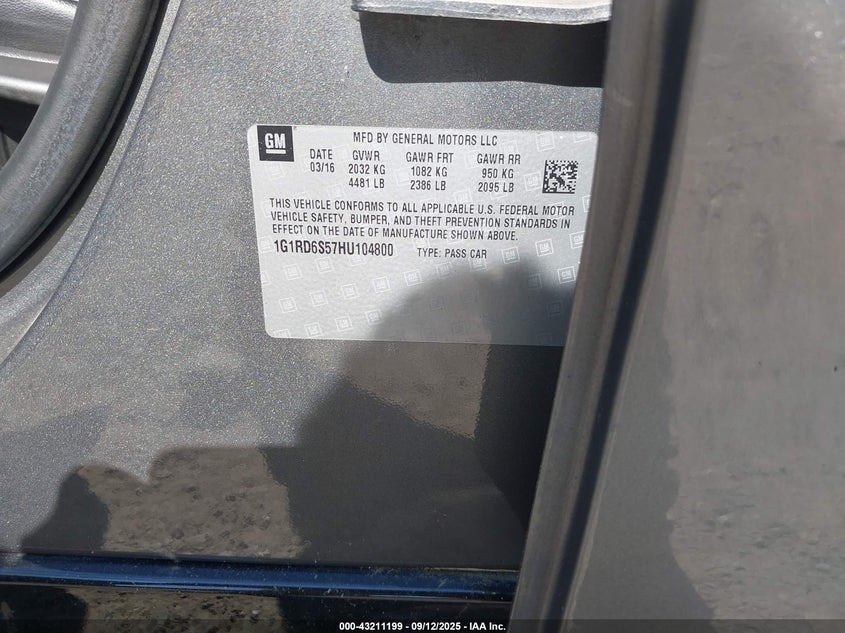 GM
MFD BY GENERAL MOTORS LLC
DATE GVWR GAWR FRT GAWR RR
03/16 2032 KG 1082 KG 950 KG
4481 LB 2386 LB 2095 LB
THIS VEHICLE CONFORMS TO ALL APPLICABLE U.S. FEDERAL MOTOR
VEHICLE SAFETY, BUMPER, AND THEFT PREVENTION STANDARDS IN
EFFECT ON THE DATE OF MANUFACTURE SHOWN ABOVE.
1G1RD6S57HU104800 TYPE: PASS CAR
000-43211199 - 09/12/2025 - IAA Inc.